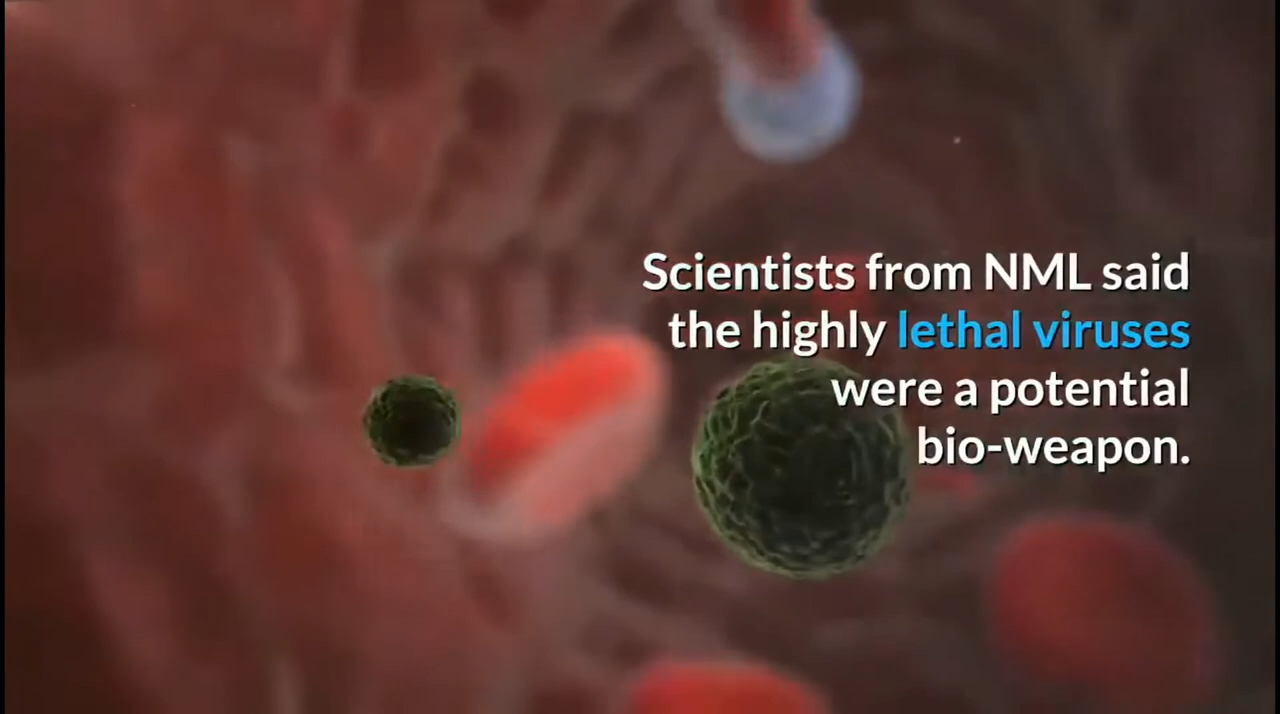 Scientists from NML said
the highly lethal viruses
were a potential
bio-weapon.